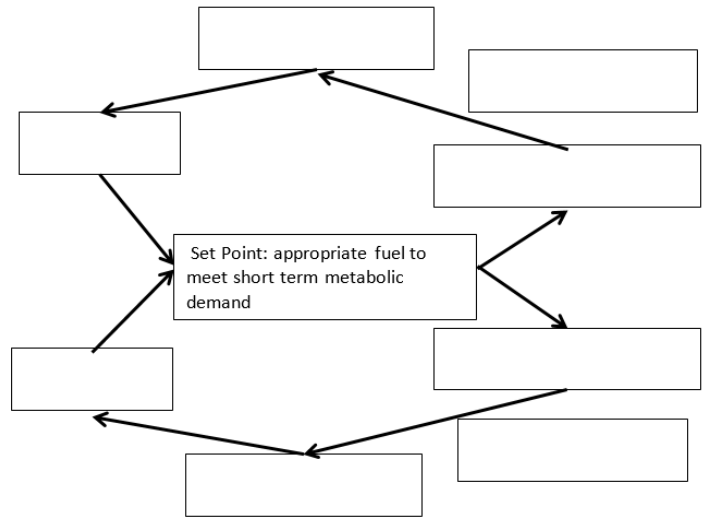 Set Point: appropriate fuel to
meet short term metabolic
demand